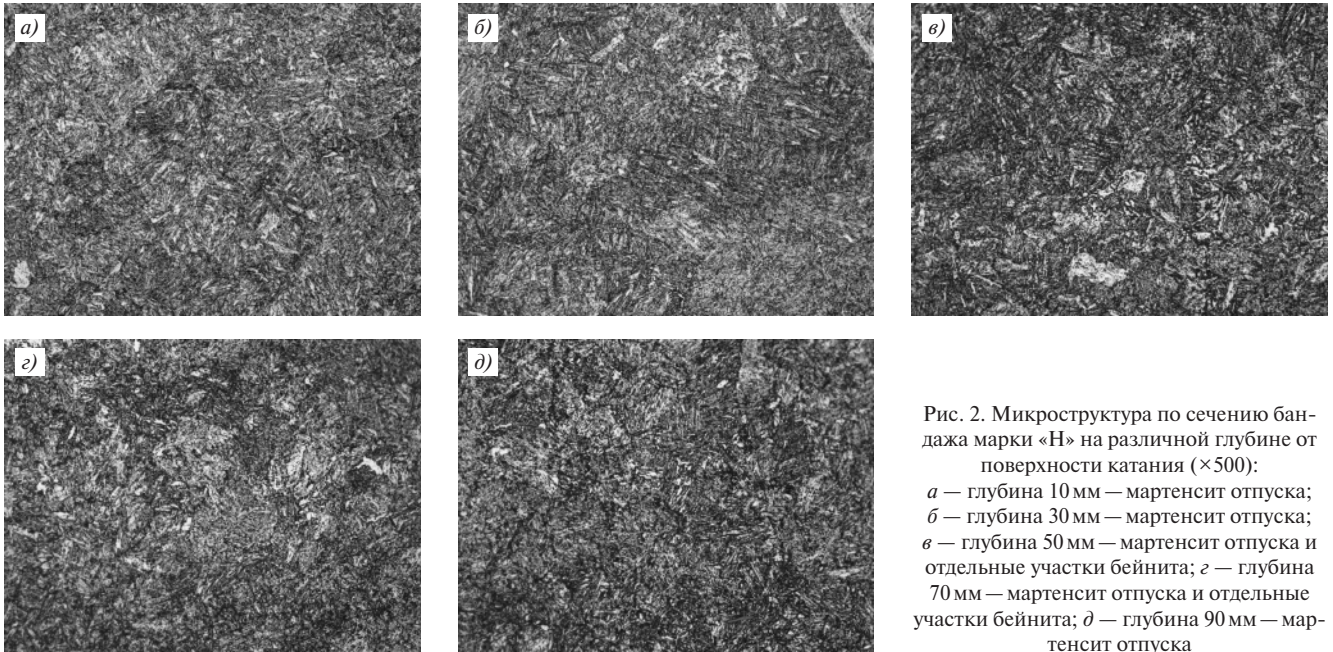 а)
б)
в)
г)
д)
Рис. 2. Микроструктура по сечению бан-
дажа марки «Н» на различной глубине от
поверхности катания (×500):
а — глубина 10 мм — мартенсит отпуска;
б — глубина 30 мм — мартенсит отпуска;
в — глубина 50 мм — мартенсит отпуска и
отдельные участки бейнита; г — глубина
70 мм — мартенсит отпуска и отдельные
участки бейнита; д — глубина 90 мм — мар-
тенсит отпуска